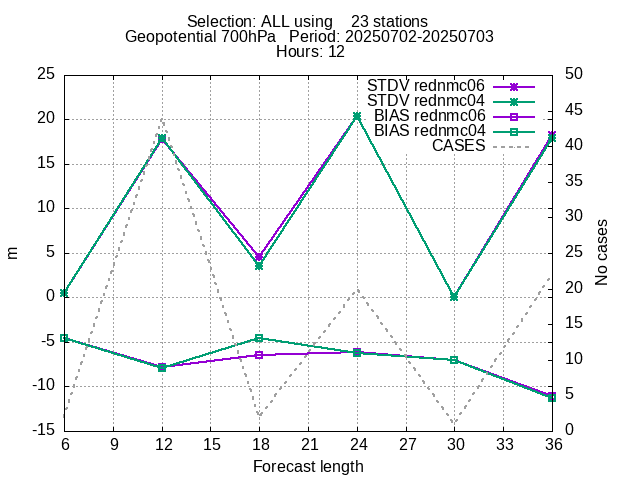 Selection: ALL using    23 stations
Geopotential 700hPa   Period: 20250702-20250703
Hours: 12
STDV rednmc06
STDV rednmc04
BIAS rednmc06
BIAS rednmc04
CASES
25
20
15
10
5
0
-5
-10
-15
m
50
45
40
35
30
25
20
15
10
5
0
No cases
6 9 12 15 18 21 24 27 30 33 36
Forecast length